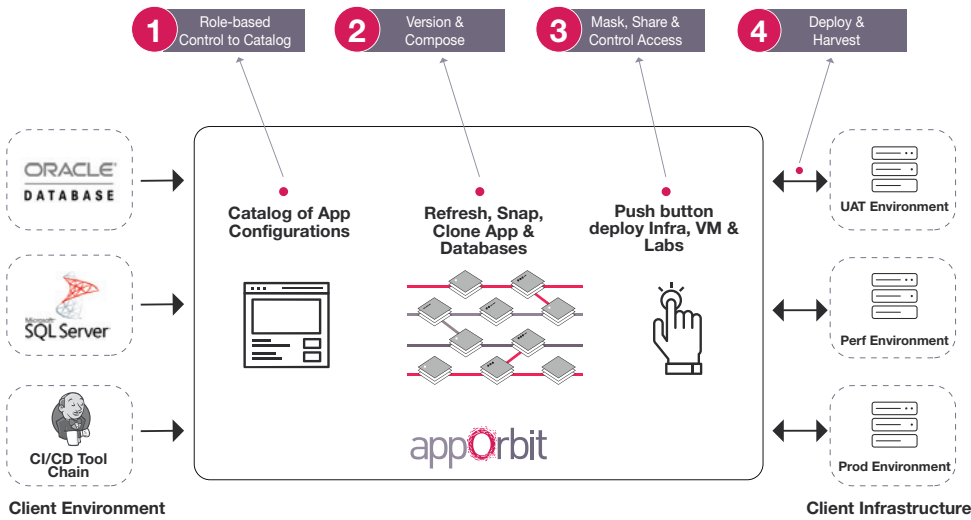 1
Role-based
Control to Catalog
2
Version &
Compose
3
Mask, Share &
Control Access
4
Deploy &
Harvest
ORACLE
DATABASE
Microsoft
SQL Server
CI/CD Tool
Chain
Client Environment
Catalog of App
Configurations
Refresh, Snap,
Clone App &
Databases
Push button
deploy Infra, VM &
Labs
appOrbit
UAT Environment
Perf Environment
Prod Environment
Client Infrastructure